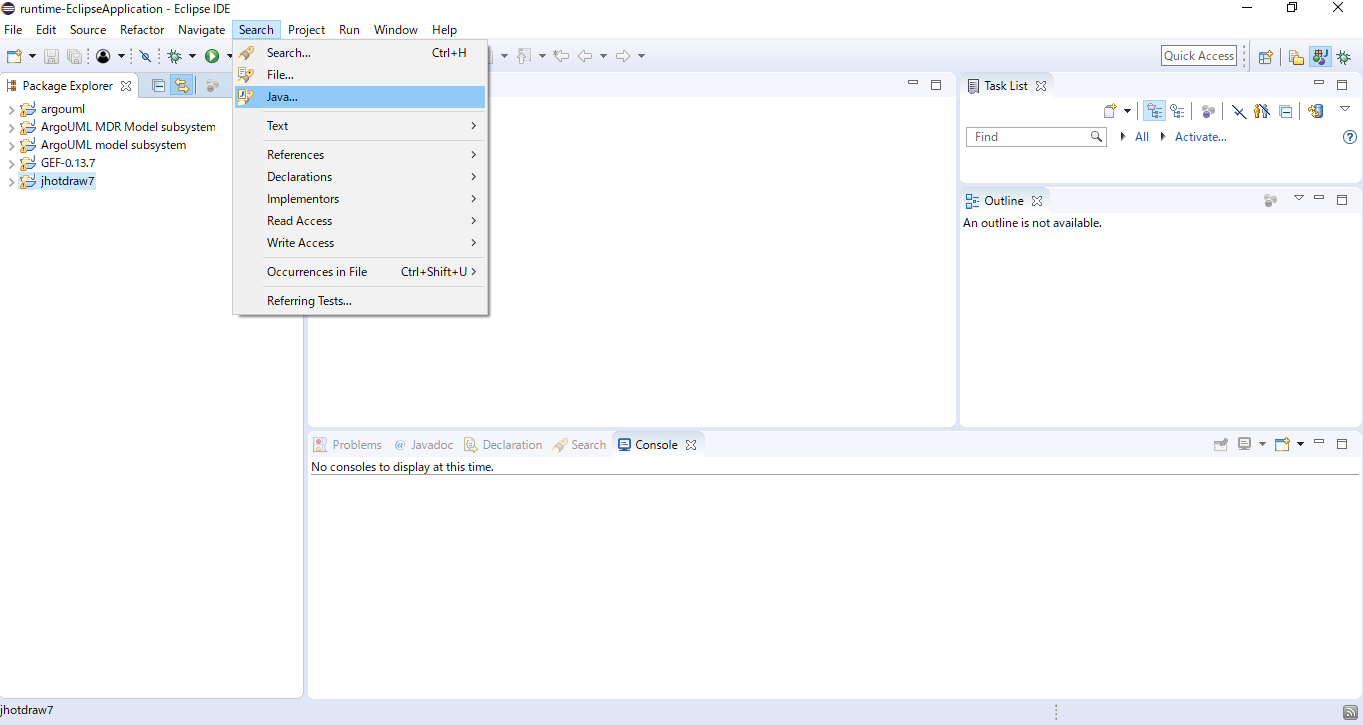 runtime-EclipseApplication - Eclipse IDE
File Edit Source Refactor Navigate Search Project Run Window Help
Quick Access
Search... Ctrl+H
File...
Java...
Text
References
Declarations
Implementors
Read Access
Write Access
Occurrences in File Ctrl+Shift+U
Referring Tests...
Package Explorer
argouml
ArgoUML MDR Model subsystem
ArgoUML model subsystem
GEF-0.13.7
jhotdraw7
Task List
Find All Activate...
Outline
An outline is not available.
Problems @ Javadoc Declaration Search Console
No consoles to display at this time.
jhotdraw7